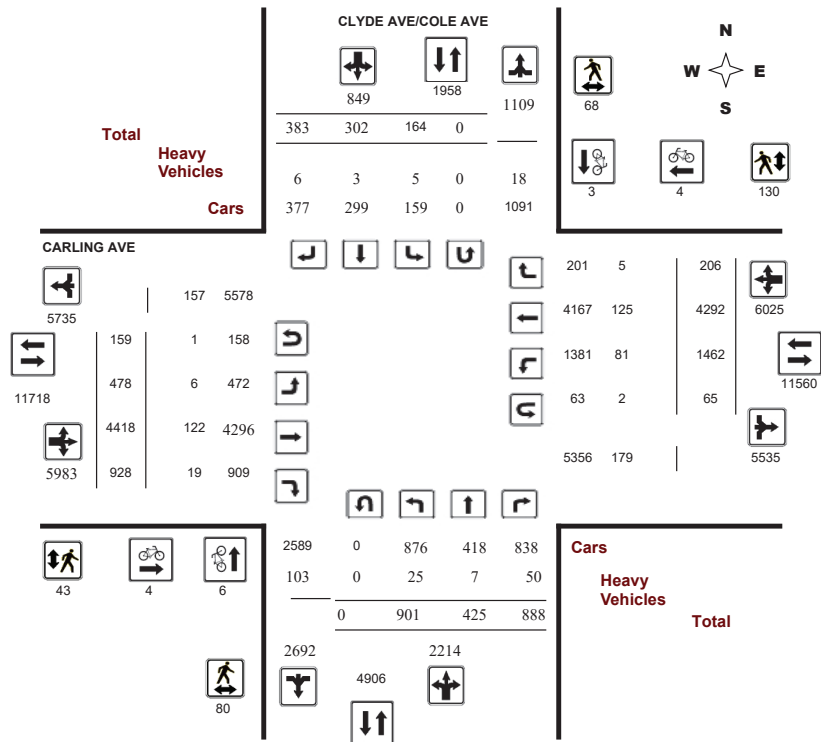 CLYDE AVE/COLE AVE
N
W E
S
849
1958
1109
68
Total
383 302 164 0
Heavy
Vehicles
6 3 5 0 18
3 4 130
Cars
377 299 159 0 1091
CARLING AVE
201 5 206
157 5578
5735
4167 125 4292
6025
159 1 158
1381 81 1462
11718
478 6 472
11560
63 2 65
4418 122 4296
5983
928 19 909
5356 179
5535
2589 0 876 418 838
Cars
103 0 25 7 50
Heavy
Vehicles
43 4 6
0 901 425 888
Total
2692
2214
4906
80